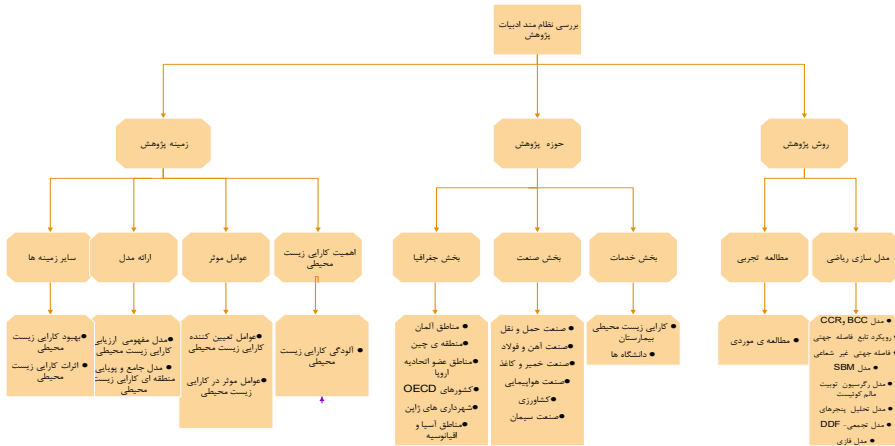 بررسی نظام مند ادبیات
پژوهش
روش پژوهش
حوزه پژوهش
زمینه پژوهش
مدل سازی ریاضی
مطالعه تجربی
بخش خدمات
بخش صنعت
بخش جغرافیا
اهمیت کارایی زیست
محیطی
عوامل موثر
ارائه مدل
سایر زمینه ها
● مدل BCC وCCR
● رویکرد تابع فاصله جهتی
● فاصله جهتی غیر شعاعی
● مدل SBM
● مدل رگرسیون توبیت
مالم کوئیست
● مدل تحلیل پنجرهای
● مدل تجمعی- DDF
● مدل فازی
● مطالعه ی موردی
● کارایی زیست محیطی
بیمارستان
● دانشگاه ها
● صنعت حمل و نقل
● صنعت آهن و فولاد
● صنعت خمیر و کاغذ
● صنعت هواپیمایی
● کشاورزی
● صنعت سیمان
● مناطق آلمان
● منطقه ی چین
● مناطق عضو اتحادیه
اروپا
● کشورهای OECD
● شهرداری های ژاپن
● مناطق آسیا و
اقیانوسیه
● آلودگی کارایی زیست
محیطی
● عوامل تعیین کننده
کارایی زیست محیطی
● عوامل موثر در کارایی
زیست محیطی
● مدل مفهومی ارزیابی
کارایی زیست محیطی
● مدل جامع و پویایی
منطقه ای کارایی زیست
محیطی
● بهبود کارایی زیست
محیطی
● اثرات کارایی زیست
محیطی